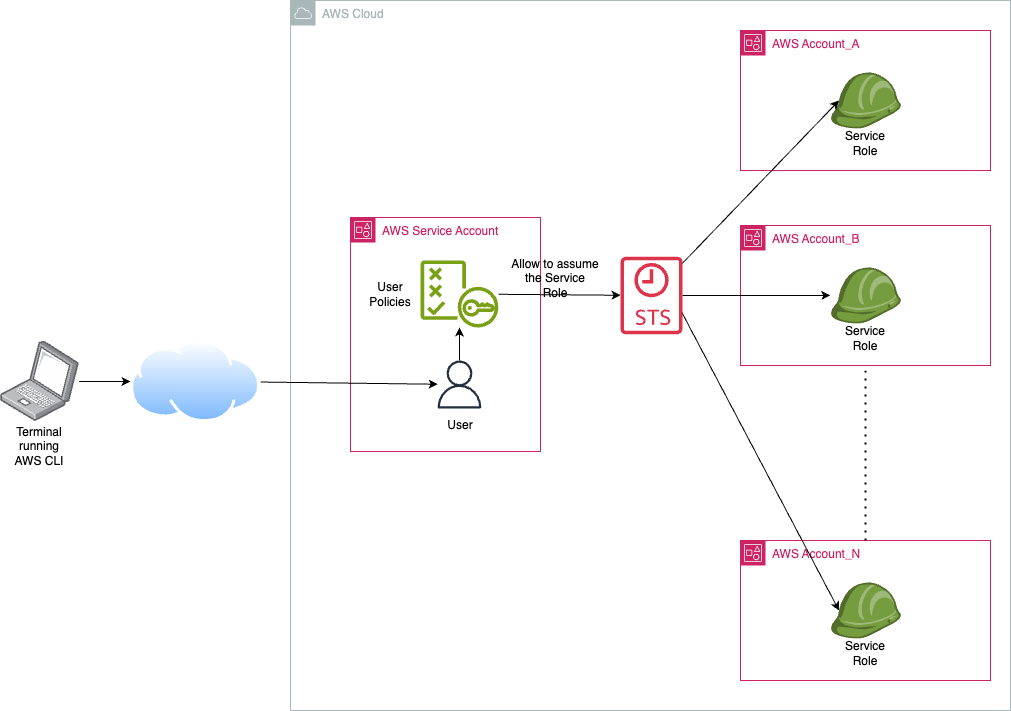 AWS Cloud
AWS Account_A
Service
Role
AWS Service Account
User
Policies
Allow to assume
the Service
Role
STS
AWS Account_B
Service
Role
Terminal
running
AWS CLI
User
AWS Account_N
Service
Role